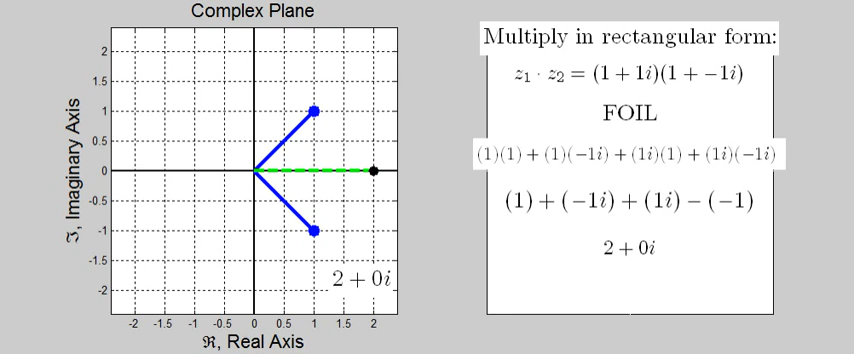 Complex Plane
2
1.5
1
0.5
0
-0.5
-1
-1.5
-2
ℑ, Imaginary Axis
2 + 0i
-2 -1.5 -1 -0.5 0 0.5 1 1.5 2
ℜ, Real Axis
Multiply in rectangular form:
z₁ · z₂ = (1 + 1i)(1 + −1i)
FOIL
(1)(1) + (1)(−1i) + (1i)(1) + (1i)(−1i)
(1) + (−1i) + (1i) − (−1)
2 + 0i